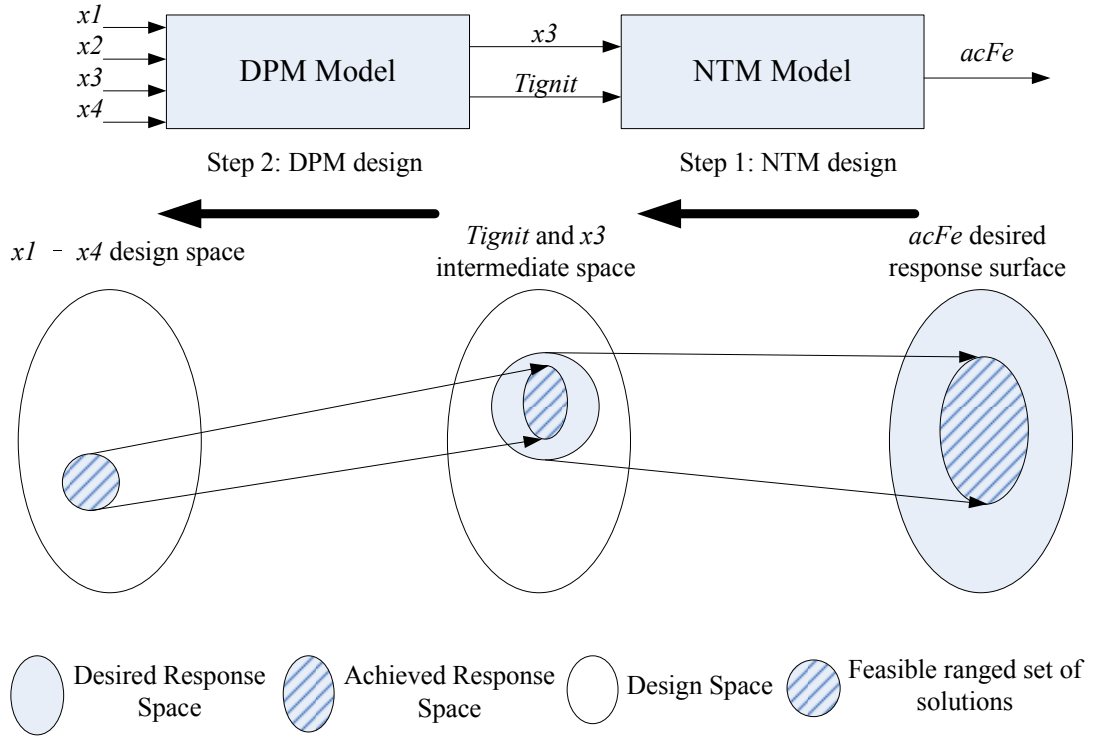 x1
x2
x3
x4
DPM Model
x3
Tignit
NTM Model
acFe
Step 2: DPM design
Step 1: NTM design
x1 - x4 design space
Tignit and x3
intermediate space
acFe desired
response surface
Desired Response
Space
Achieved Response
Space
Design Space
Feasible ranged set of
solutions